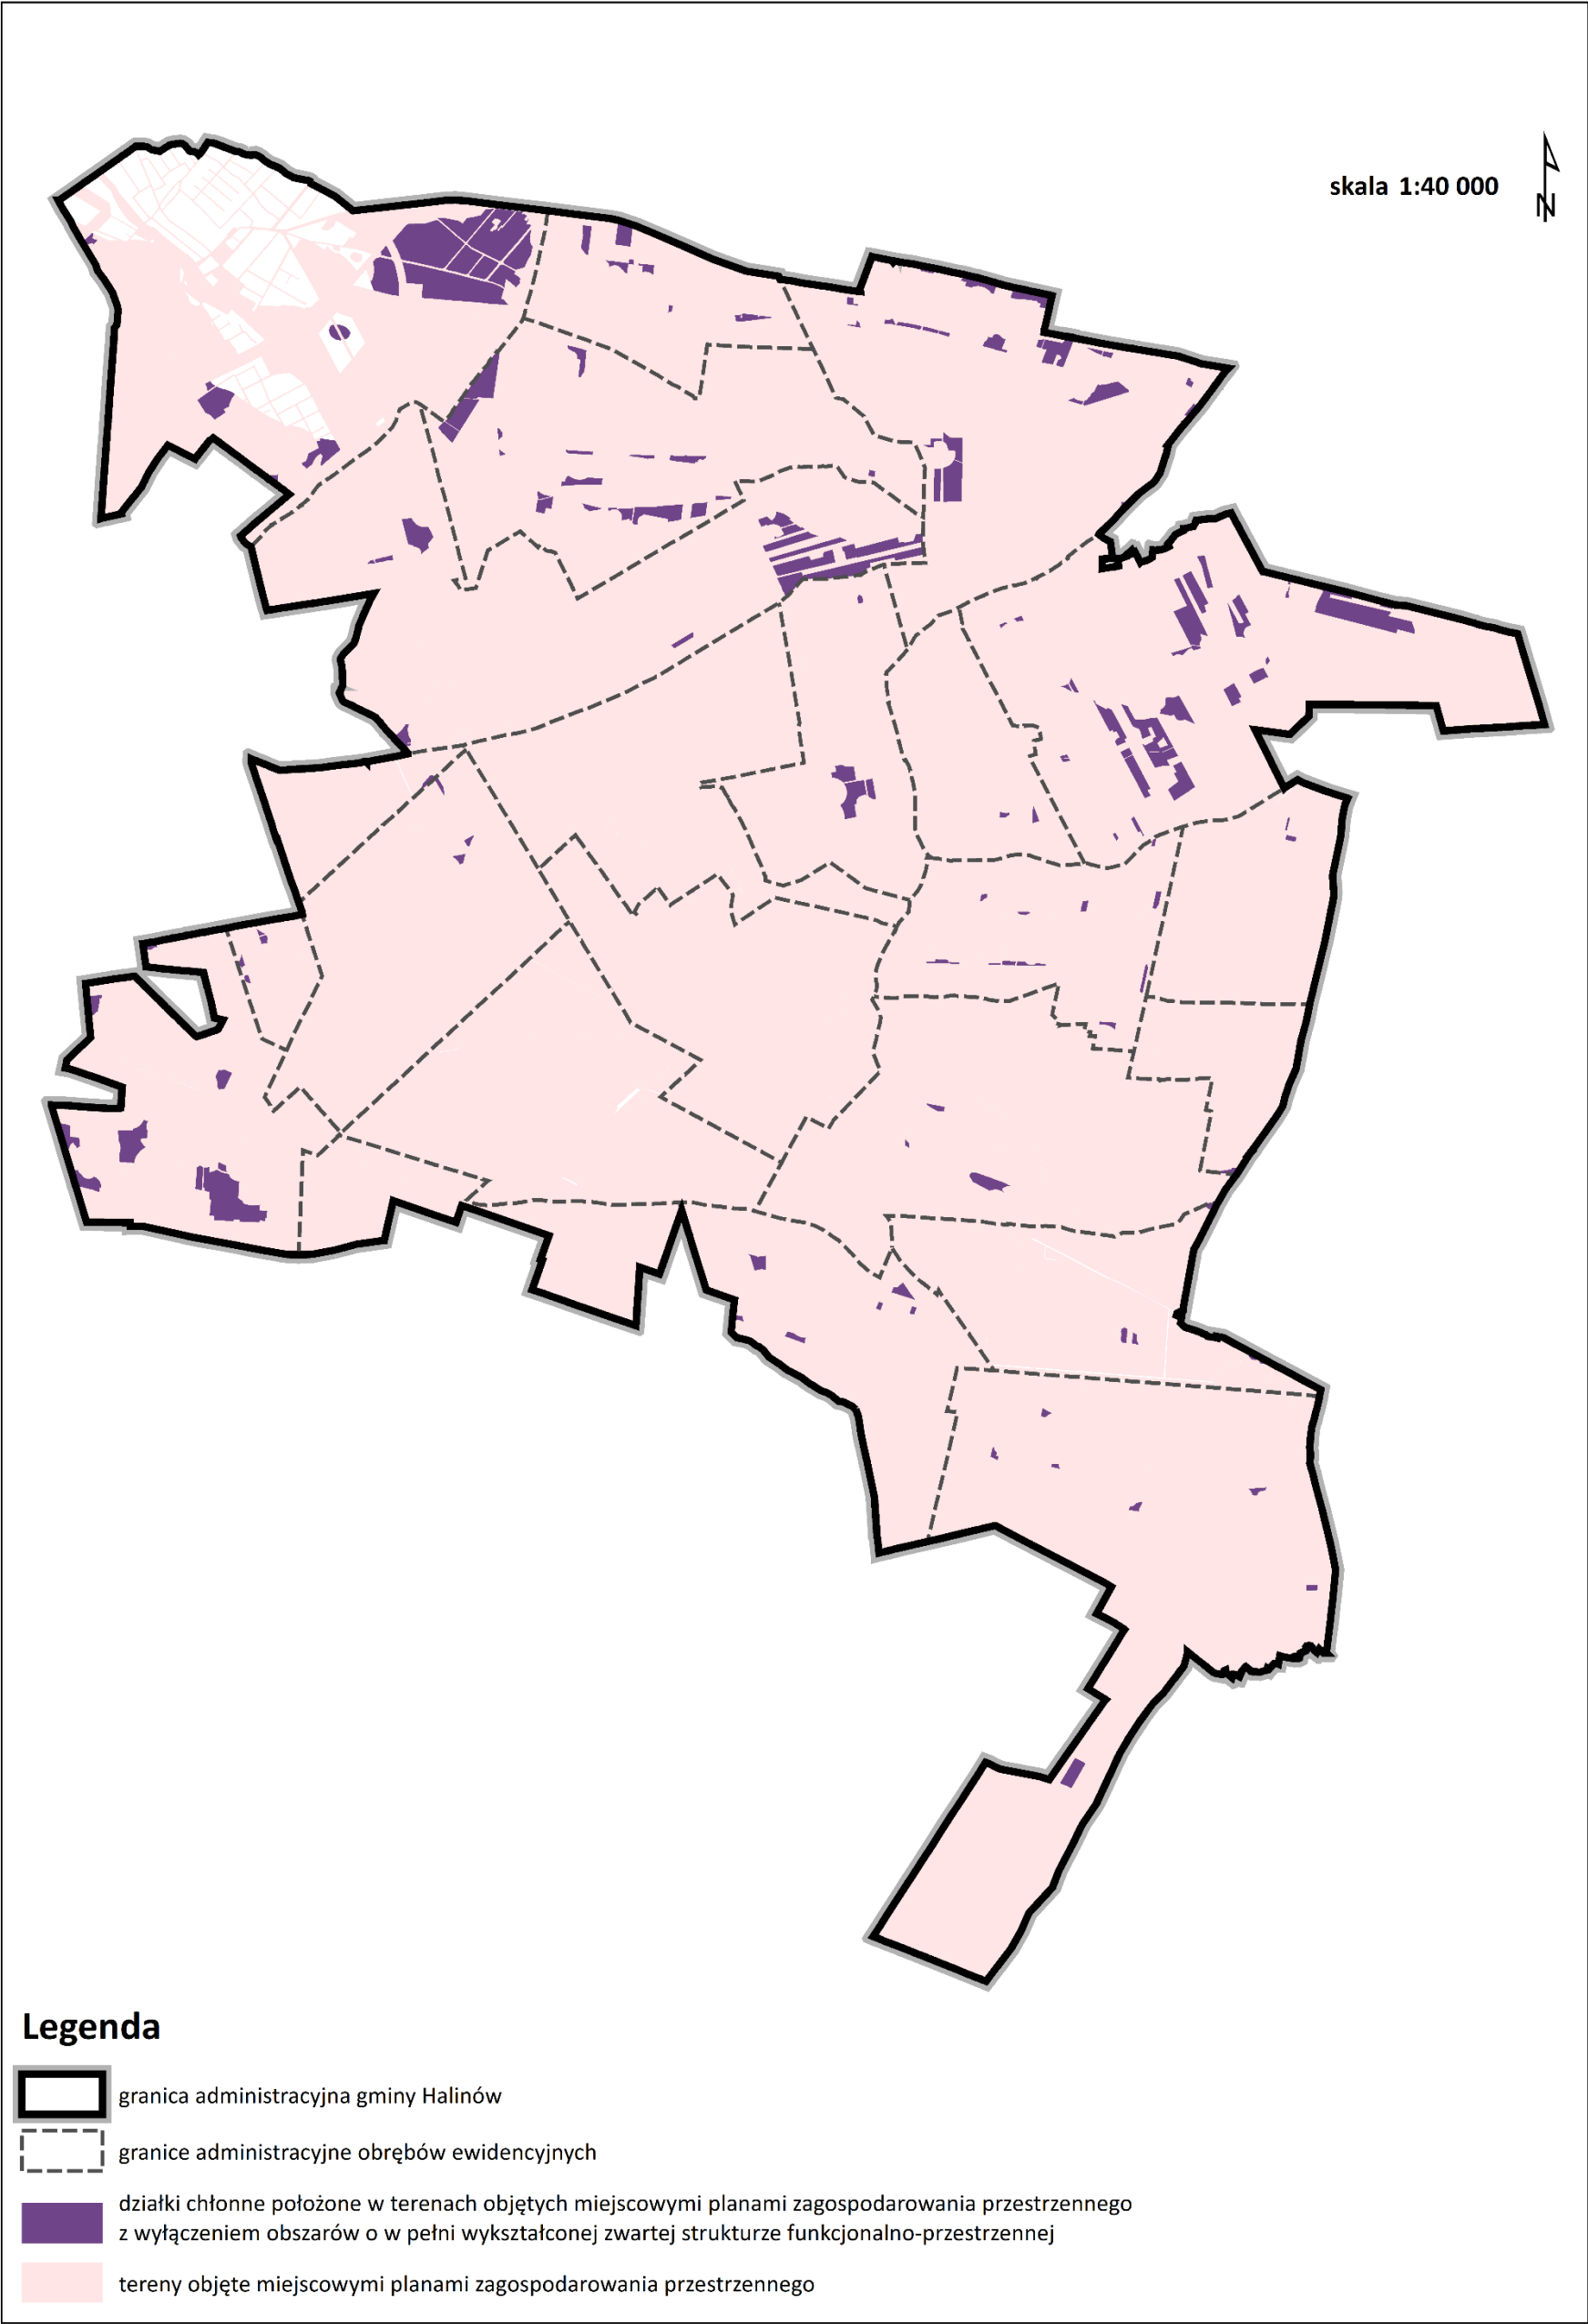 skala 1:40 000
N
Legenda
granica administracyjna gminy Halinów
granice administracyjne obrębów ewidencyjnych
działki chłonne położone w terenach objętych miejscowymi planami zagospodarowania przestrzennego
z wyłączeniem obszarów o w pełni wykształconej zwartej strukturze funkcjonalno-przestrzennej
tereny objęte miejscowymi planami zagospodarowania przestrzennego